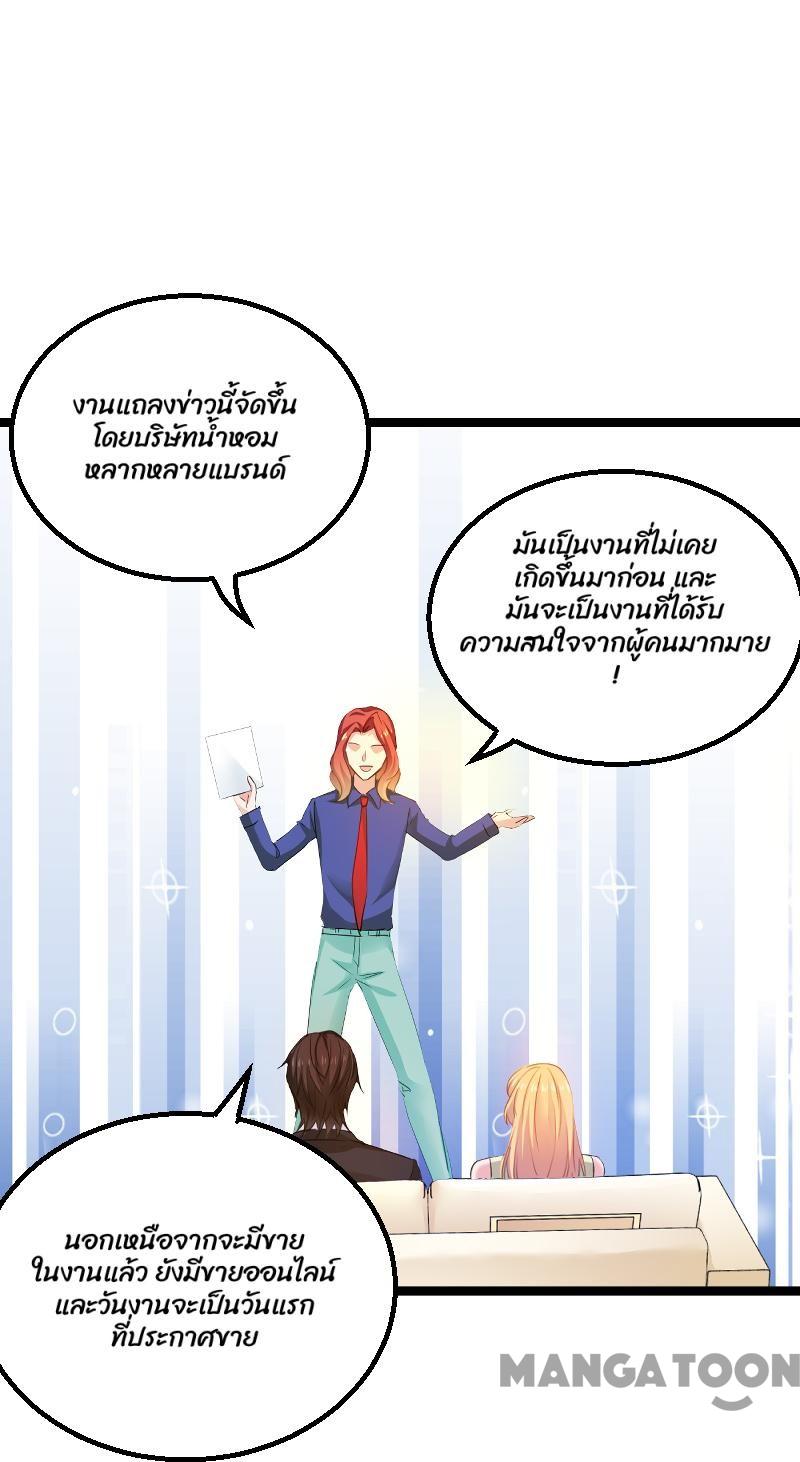 งานแถลงข่าวนี้จัดขึ้น
โดยบริษัทน้ำหอม
หลากหลายแบรนด์
มันเป็นงานที่ไม่เคย
เกิดขึ้นมาก่อน และ
มันจะเป็นงานที่ได้รับ
ความสนใจจากผู้คนมากมาย
!
นอกเหนือจากจะมีขาย
ในงานแล้ว ยังมีขายออนไลน์
และวันงานจะเป็นวันแรก
ที่ประกาศขาย
MANGA TOON